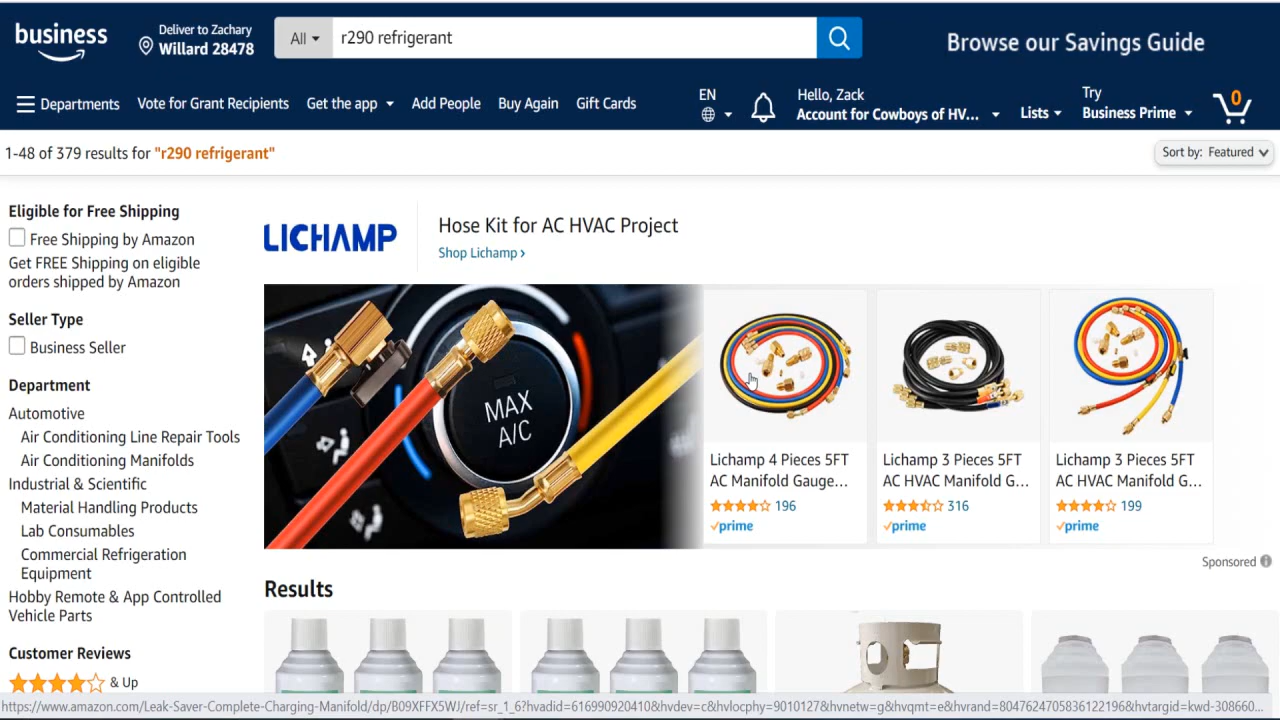 business
Deliver to Zachary
Willard 28478
All
r290 refrigerant
Browse our Savings Guide
Departments
Vote for Grant Recipients
Get the app
Add People
Buy Again
Gift Cards
EN
Hello, Zack
Account for Cowboys of HV...
Lists
Try
Business Prime
0
1-48 of 379 results for "r290 refrigerant"
Sort by: Featured
Eligible for Free Shipping
Free Shipping by Amazon
Get FREE Shipping on eligible
orders shipped by Amazon
Seller Type
Business Seller
Department
Automotive
Air Conditioning Line Repair Tools
Air Conditioning Manifolds
Industrial & Scientific
Material Handling Products
Lab Consumables
Commercial Refrigeration
Equipment
Hobby Remote & App Controlled
Vehicle Parts
Customer Reviews
& Up
LICHAMP
Hose Kit for AC HVAC Project
Shop Lichamp ›
MAX
A/C
Lichamp 4 Pieces 5FT
AC Manifold Gauge...
196
prime
Lichamp 3 Pieces 5FT
AC HVAC Manifold G...
316
prime
Lichamp 3 Pieces 5FT
AC HVAC Manifold G...
199
prime
Sponsored
Results
https://www.amazon.com/Leak-Saver-Complete-Charging-Manifold/dp/B09XFFX5WJ/ref=sr_1_6?hvadid=616990920410&hvdev=c&hvlocphy=9010127&hvnetw=g&hvqmt=e&hvrand=8047624705836122196&hvtargid=kwd-308660...